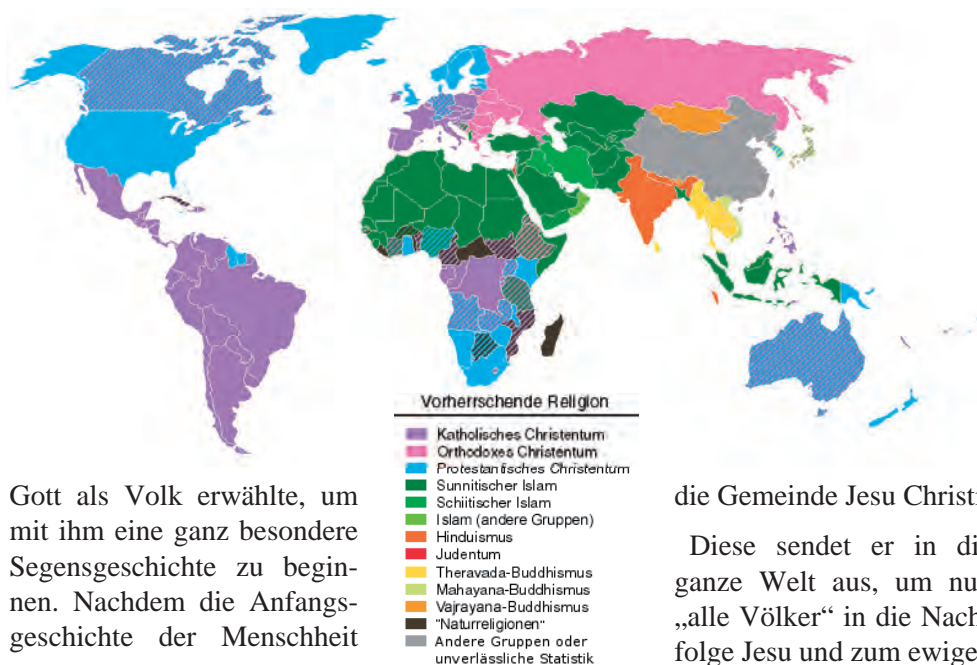 Vorherrschende Religion
Katholisches Christentum
Orthodoxes Christentum
Protestantisches Christentum
Sunnitischer Islam
Schiitischer Islam
Islam (andere Gruppen)
Hinduismus
Judentum
Theravada-Buddhismus
Mahayana-Buddhismus
Vajrayana-Buddhismus
"Naturreligionen"
Andere Gruppen oder
unverlässliche Statistik
Gott als Volk erwählte, um
mit ihm eine ganz besondere
Segensgeschichte zu begin-
nen. Nachdem die Anfangs-
geschichte der Menschheit
die Gemeinde Jesu Christi
Diese sendet er in di
ganze Welt aus, um nu
„alle Völker“ in die Nach
folge Jesu und zum ewige